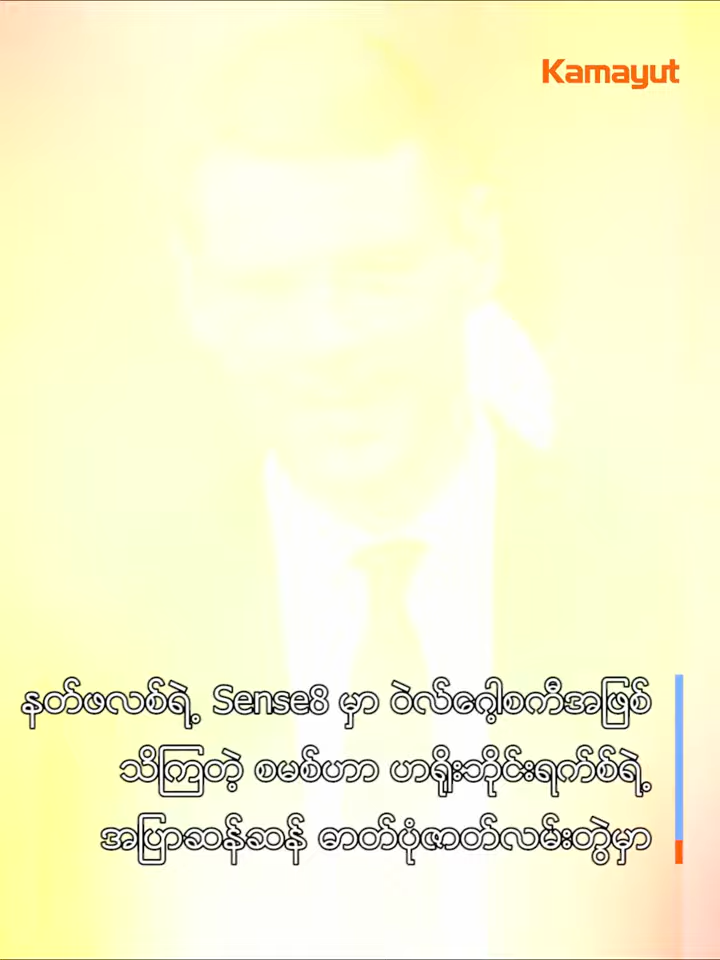 Kamayut
နတ်ဖလစ်ရဲ့ Sense8 မှာ ဝဲလ်ဂေါ့စကီအဖြစ်
သိကြတဲ့ စမစ်ဟာ ဟရိုးဘိုင်းရက်စ်ရဲ့
အပြာဆန်ဆန် ဓာတ်ပုံဇာတ်လမ်းတွဲမှာ